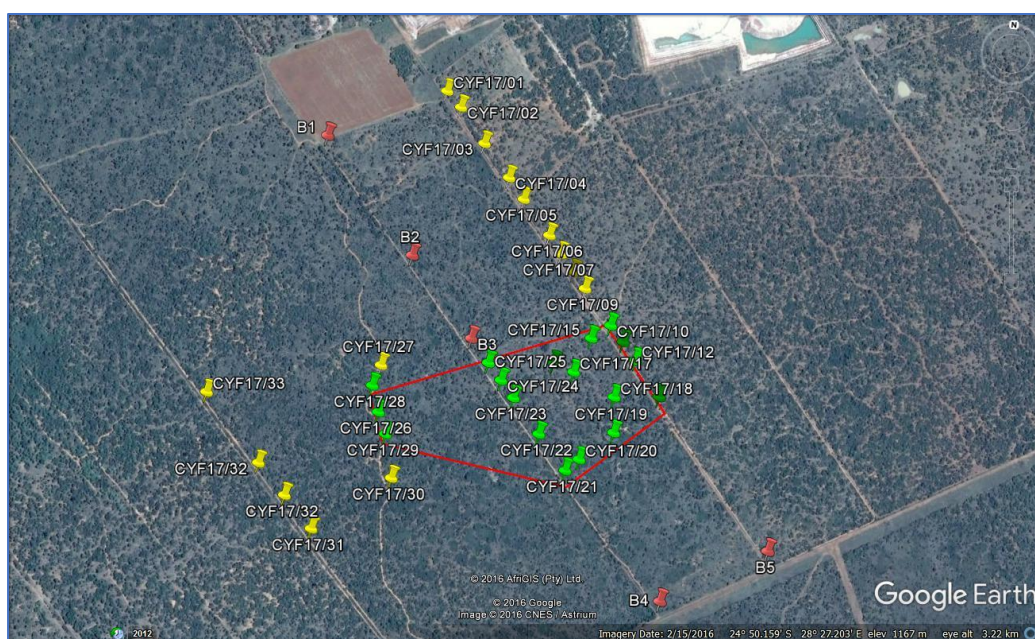 N
CYF17/01
CYF17/02
B1
CYF17/03
CYF17/04
CYF17/05
B2
CYF17/06
CYF17/07
CYF17/09
CYF17/15
CYF17/10
B3
CYF17/12
CYF17/25
CYF17/17
CYF17/27
CYF17/24
CYF17/33
CYF17/18
CYF17/28
CYF17/23
CYF17/19
CYF17/26
CYF17/29
CYF17/22
CYF17/20
CYF17/32
CYF17/21
CYF17/30
CYF17/32
CYF17/31
B5
© 2016 AfriGIS (Pty) Ltd.
© 2016 Google
Image © 2016 CNES / Astrium
B4
Google Earth
2012
Imagery Date: 2/15/2016 24° 50.159' S 28° 27.203' E elev 1167 m eye alt 3.22 km